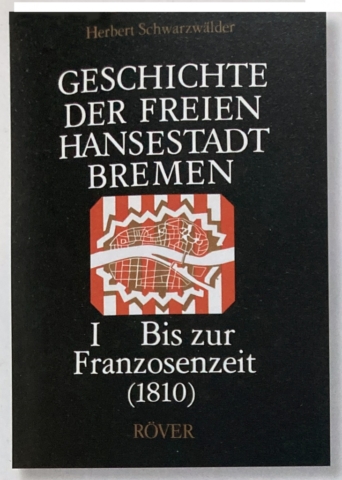 Herbert Schwarzwälder
GESCHICHTE
DER FREIEN
HANSESTADT
BREMEN
I Bis zur
Franzosenzeit
(1810)
RÖVER